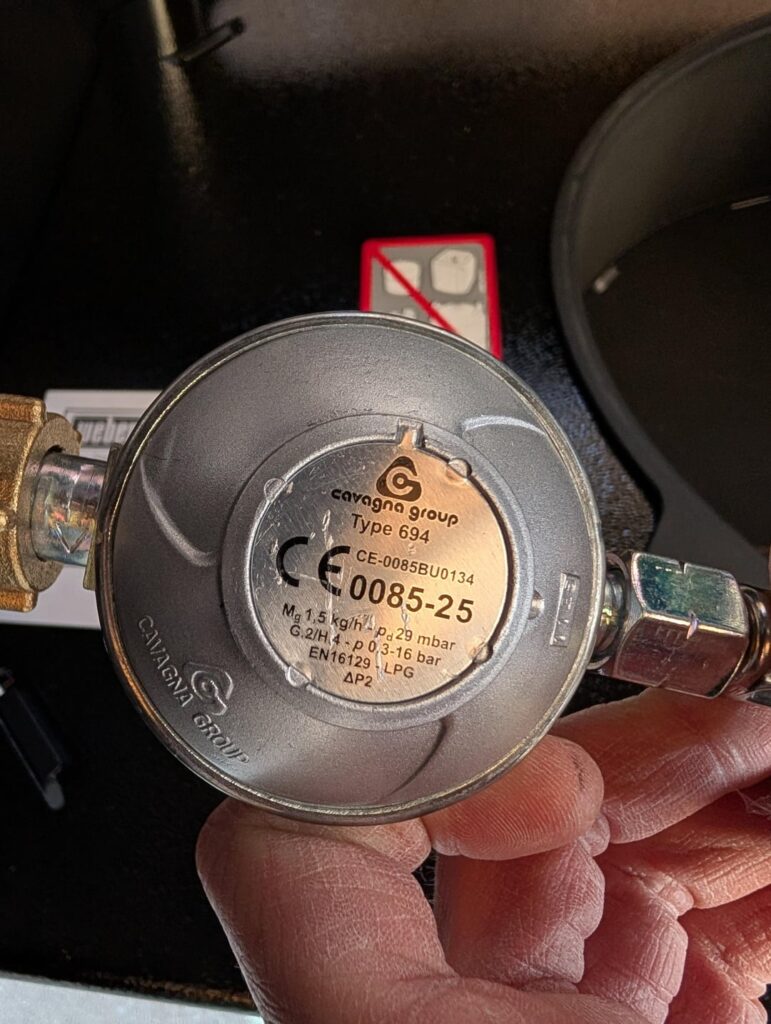 weber
cavagna group
Type 694
CE CE-0085BU0134
0085-25
Mg 1,5 kg/h - pd 29 mbar
G.2/H.4 - p 0,3-16 bar
EN16129 - LPG
ΔP2
CAVAGNA GROUP